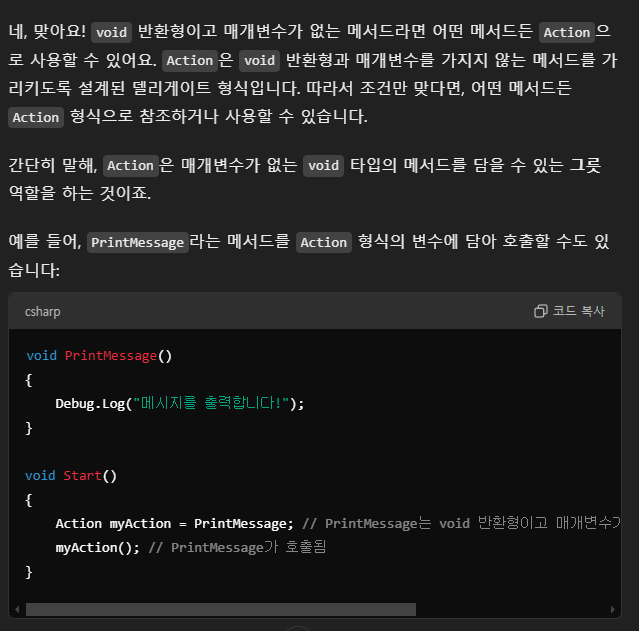 네, 맞아요! void 반환형이고 매개변수가 없는 메서드라면 어떤 메서드든 Action으
로 사용할 수 있어요. Action은 void 반환형과 매개변수를 가지지 않는 메서드를 가
리키도록 설계된 델리게이트 형식입니다. 따라서 조건만 맞다면, 어떤 메서드든
Action 형식으로 참조하거나 사용할 수 있습니다.
간단히 말해, Action은 매개변수가 없는 void 타입의 메서드를 담을 수 있는 그릇
역할을 하는 것이죠.
예를 들어, PrintMessage라는 메서드를 Action 형식의 변수에 담아 호출할 수도 있
습니다:
csharp
코드 복사
void PrintMessage()
{
    Debug.Log("메시지를 출력합니다!");
}
void Start()
{
    Action myAction = PrintMessage; // PrintMessage는 void 반환형이고 매개변수가
    myAction(); // PrintMessage가 호출됨
}